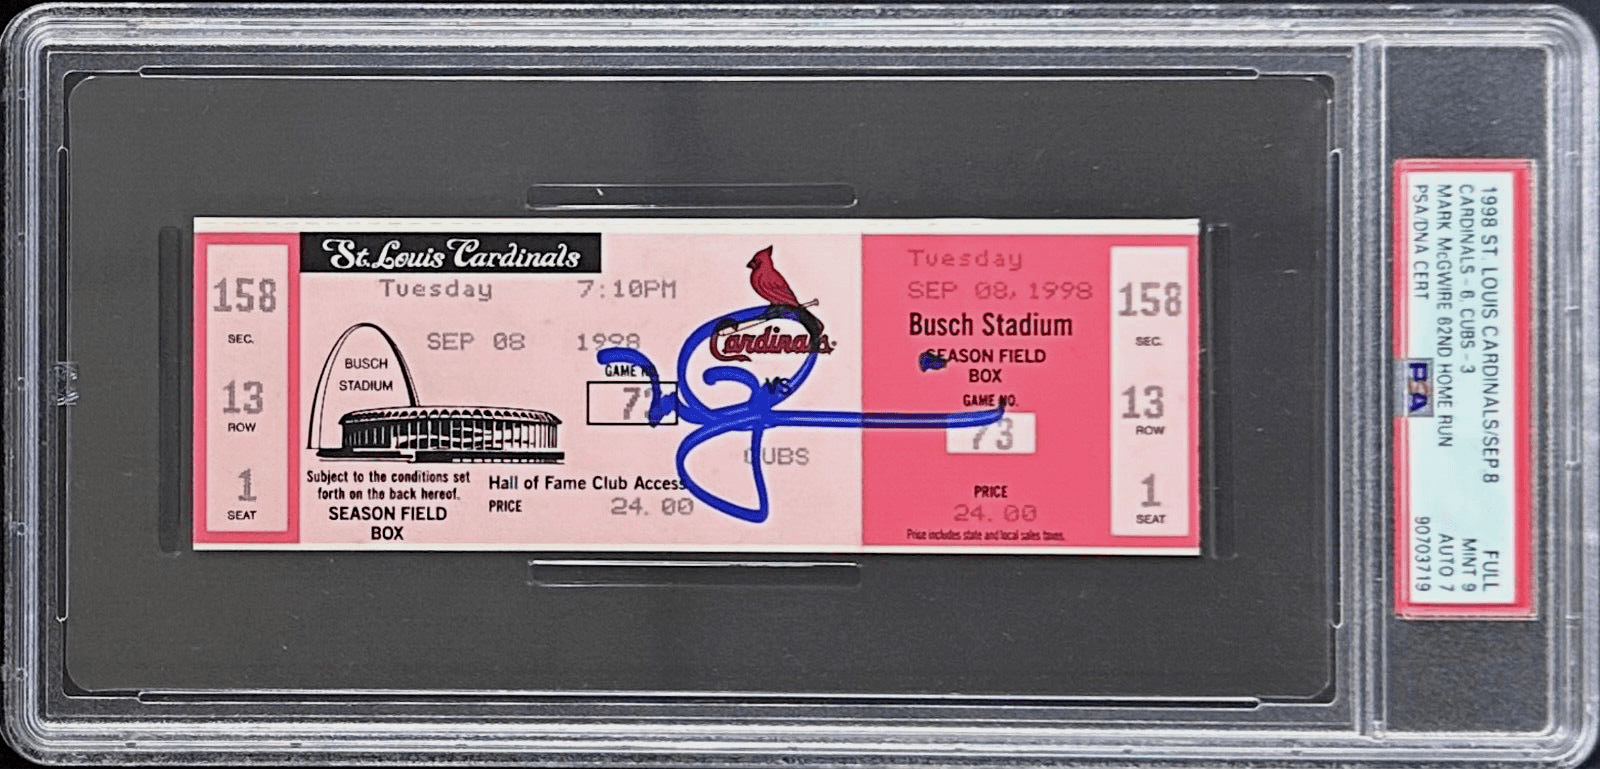 158
SEC.
13
ROW
1
SEAT
St. Louis Cardinals
Tuesday 7:10PM
SEP 08 1998
BUSCH
STADIUM
GAME
Subject to the conditions set
forth on the back hereof.
SEASON FIELD
BOX
Hall of Fame Club Access
PRICE 24.00
Cardinals
VS
CUBS
Tuesday
SEP 08, 1998
Busch Stadium
SEASON FIELD
BOX
GAME NO.
73
PRICE
24.00
Price includes state and local sales taxes.
158
SEC.
13
ROW
1
SEAT
1998 ST. LOUIS CARDINALS/SEP.8 FULL
CARDINALS - 6, CUBS - 3 MINT 9
MARK McGWIRE 62ND HOME RUN AUTO 7
PSA/DNA CERT 90703719
PSA